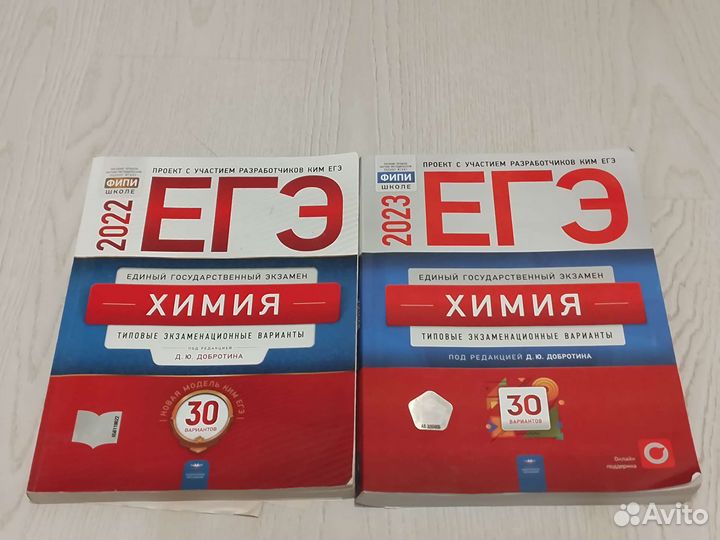 ПРОЕКТ С УЧАСТИЕМ РАЗРАБОТЧИКОВ КИМ ЕГЭ
ФИПИ
ШКОЛЕ
2022
ЕГЭ
ЕДИНЫЙ ГОСУДАРСТВЕННЫЙ ЭКЗАМЕН
ХИМИЯ
ТИПОВЫЕ ЭКЗАМЕНАЦИОННЫЕ ВАРИАНТЫ
ПОД РЕДАКЦИЕЙ
Д. Ю. ДОБРОТИНА
НОВАЯ МОДЕЛЬ КИМ ЕГЭ
30
ВАРИАНТОВ
ПРОЕКТ С УЧАСТИЕМ РАЗРАБОТЧИКОВ КИМ ЕГЭ
ФИПИ
ШКОЛЕ
2023
ЕГЭ
ЕДИНЫЙ ГОСУДАРСТВЕННЫЙ ЭКЗАМЕН
ХИМИЯ
ТИПОВЫЕ ЭКЗАМЕНАЦИОННЫЕ ВАРИАНТЫ
ПОД РЕДАКЦИЕЙ Д. Ю. ДОБРОТИНА
30
ВАРИАНТОВ
Онлайн
поддержка
Avito